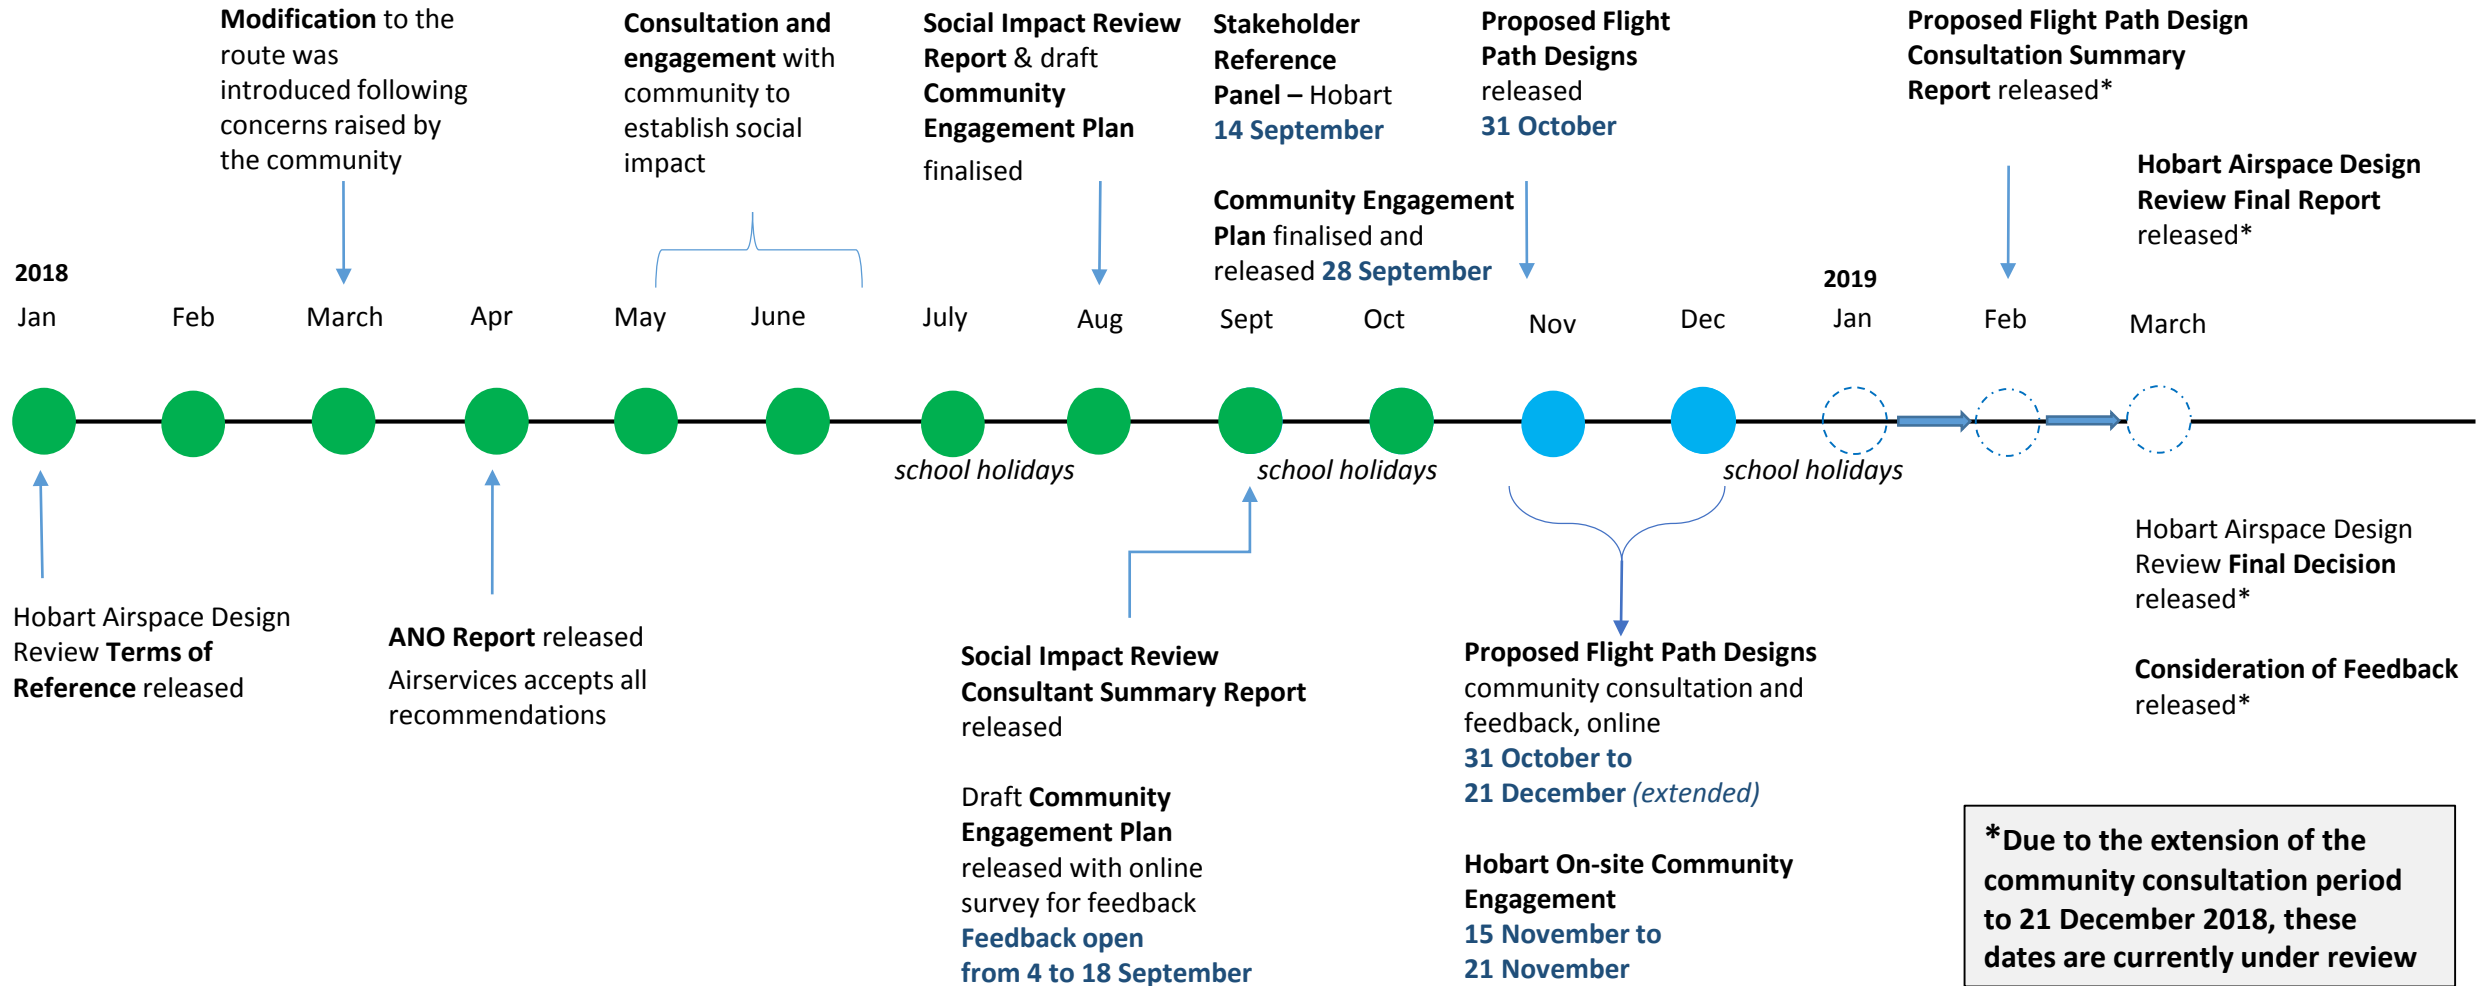 Modification to the
route was
introduced following
concerns raised by
the community
Consultation and
engagement with
community to
establish social
impact
Social Impact Review
Report & draft
Community
Engagement Plan
finalised
Stakeholder
Reference
Panel – Hobart
14 September
Community Engagement
Plan finalised and
released 28 September
Proposed Flight
Path Designs
released
31 October
Proposed Flight Path Design
Consultation Summary
Report released*
Hobart Airspace Design
Review Final Report
released*
2018
2019
Jan
Feb
March
Apr
May
June
July
Aug
Sept
Oct
Nov
Dec
Jan
Feb
March
school holidays
school holidays
school holidays
Hobart Airspace Design
Review Terms of
Reference released
ANO Report released
Airservices accepts all
recommendations
Social Impact Review
Consultant Summary Report
released
Draft Community
Engagement Plan
released with online
survey for feedback
Feedback open
from 4 to 18 September
Proposed Flight Path Designs
community consultation and
feedback, online
31 October to
21 December (extended)
Hobart On-site Community
Engagement
15 November to
21 November
Hobart Airspace Design
Review Final Decision
released*
Consideration of Feedback
released*
*Due to the extension of the
community consultation period
to 21 December 2018, these
dates are currently under review